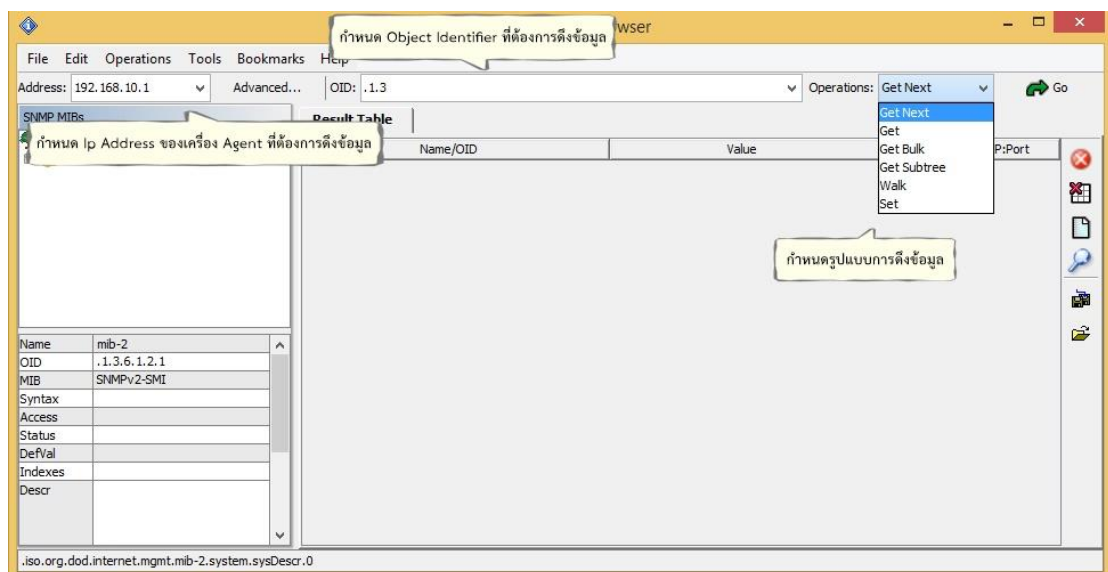 wser
กำหนด Object Identifier ที่ต้องการดึงข้อมูล
File Edit Operations Tools Bookmarks Help
Address: 192.168.10.1 Advanced... OID: .1.3 Operations: Get Next Go
SNMP MIBs
Result Table
กำหนด Ip Address ของเครื่อง Agent ที่ต้องการดึงข้อมูล
Name/OID Value P:Port
Get Next
Get
Get Bulk
Get Subtree
Walk
Set
กำหนดรูปแบบการดึงข้อมูล
Name mib-2
OID .1.3.6.1.2.1
MIB SNMPv2-SMI
Syntax
Access
Status
DefVal
Indexes
Descr
.iso.org.dod.internet.mgmt.mib-2.system.sysDescr.0